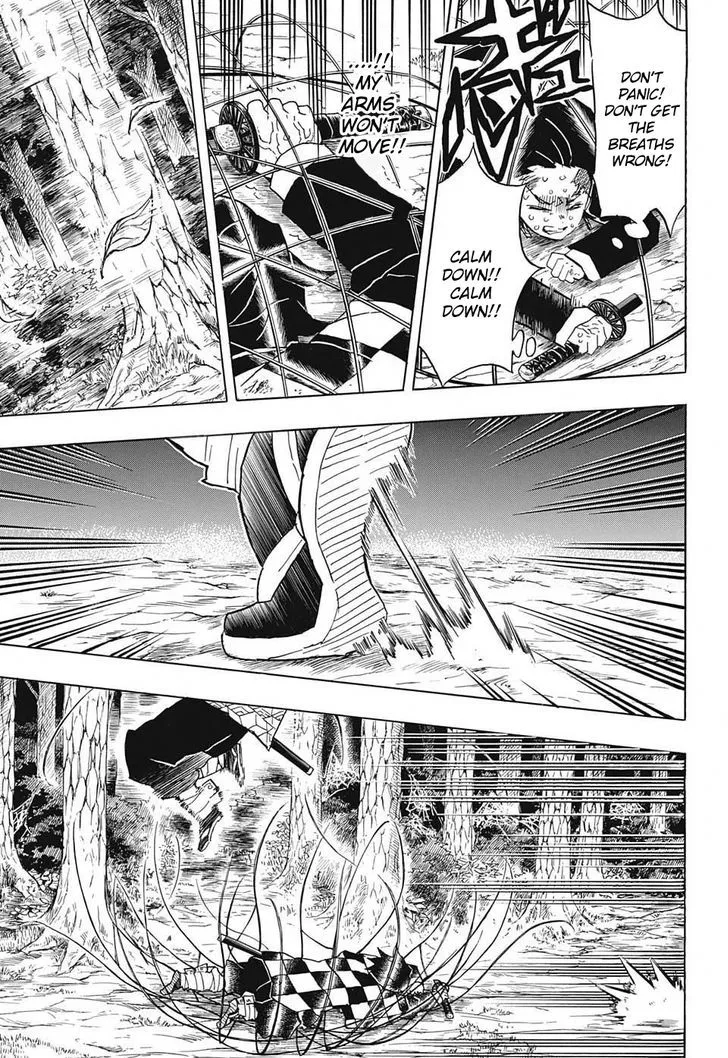 DON'T
PANIC!
DON'T GET
THE
BREATHS
WRONG!
CALM
DOWN!!
CALM
DOWN!!
....!!
MY
ARMS
WON'T
MOVE!!